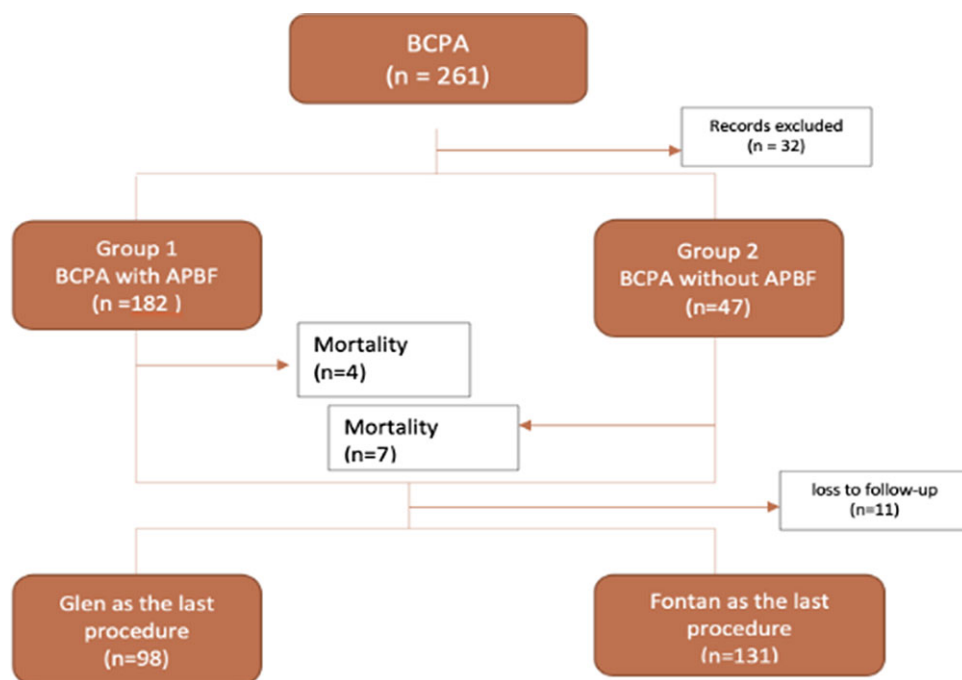 BCPA
(n = 261)
Records excluded
(n = 32)
Group 1
BCPA with APBF
(n =182 )
Group 2
BCPA without APBF
(n=47)
Mortality
(n=4)
Mortality
(n=7)
loss to follow-up
(n=11)
Glen as the last
procedure
(n=98)
Fontan as the last
procedure
(n=131)